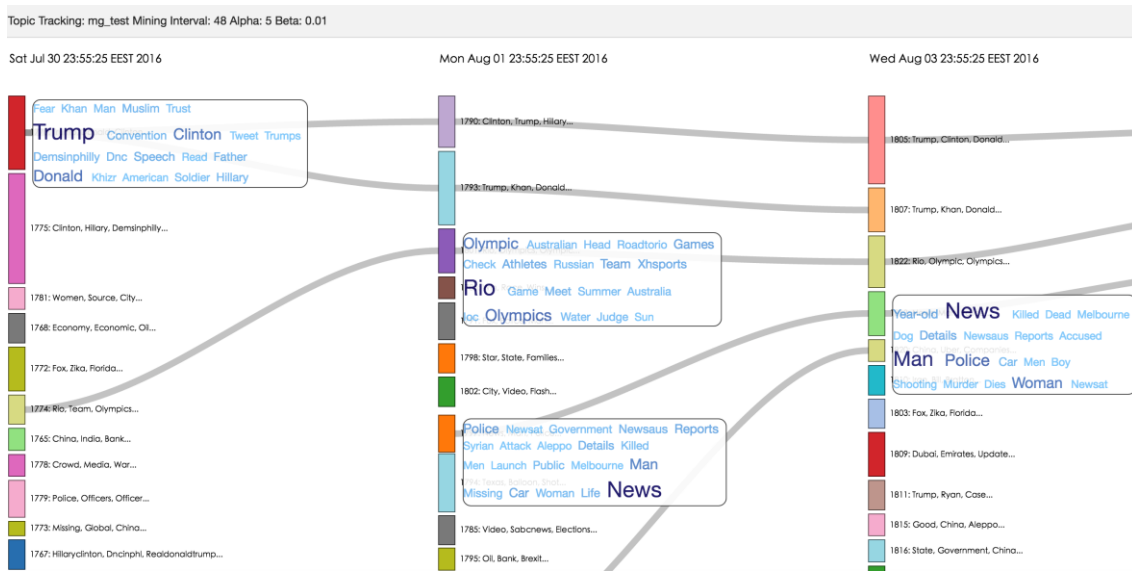 Topic Tracking: mg_test Mining Interval: 48 Alpha: 5 Beta: 0.01
Sat Jul 30 23:55:25 EEST 2016
Fear Khan Man Muslim Trust
Trump Convention Clinton Tweet Trumps
Demsinphilly Dnc Speech Read Father
Donald Khizr American Soldier Hillary
1775: Clinton, Hillary, Demsinphilly...
1781: Women, Source, City...
1768: Economy, Economic, Oil...
1772: Fox, Zika, Florida...
1774: Rio, Team, Olympics...
1765: China, India, Bank...
1778: Crowd, Media, War...
1779: Police, Officers, Officer...
1773: Missing, Global, China...
1767: Hillaryclinton, Dncinphl, Realdonaldtrump...
Mon Aug 01 23:55:25 EEST 2016
1790: Clinton, Trump, Hillary...
1793: Trump, Khan, Donald...
Olympic Australian Head Roadtorio Games
Check Athletes Russian Team Xhsports
Rio Game Meet Summer Australia
Ioc Olympics Water Judge Sun
1798: Star, State, Families...
1802: City, Video, Flash...
Police Newsat Government Newsaus Reports
Syrian Attack Aleppo Details Killed
Men Launch Public Melbourne Man
1794: Texas, Balloon, Shot...
Missing Car Woman Life News
1785: Video, Sabcnews, Elections...
1795: Oil, Bank, Brexit...
Wed Aug 03 23:55:25 EEST 2016
1805: Trump, Clinton, Donald...
1807: Trump, Khan, Donald...
1822: Rio, Olympic, Olympics...
Year-old News Killed Dead Melbourne
Dog Details Newsaus Reports Accused
Man Police Car Men Boy
Shooting Murder Dies Woman Newsat
1803: Fox, Zika, Florida...
1809: Dubai, Emirates, Update...
1811: Trump, Ryan, Case...
1815: Good, China, Aleppo...
1816: State, Government, China...